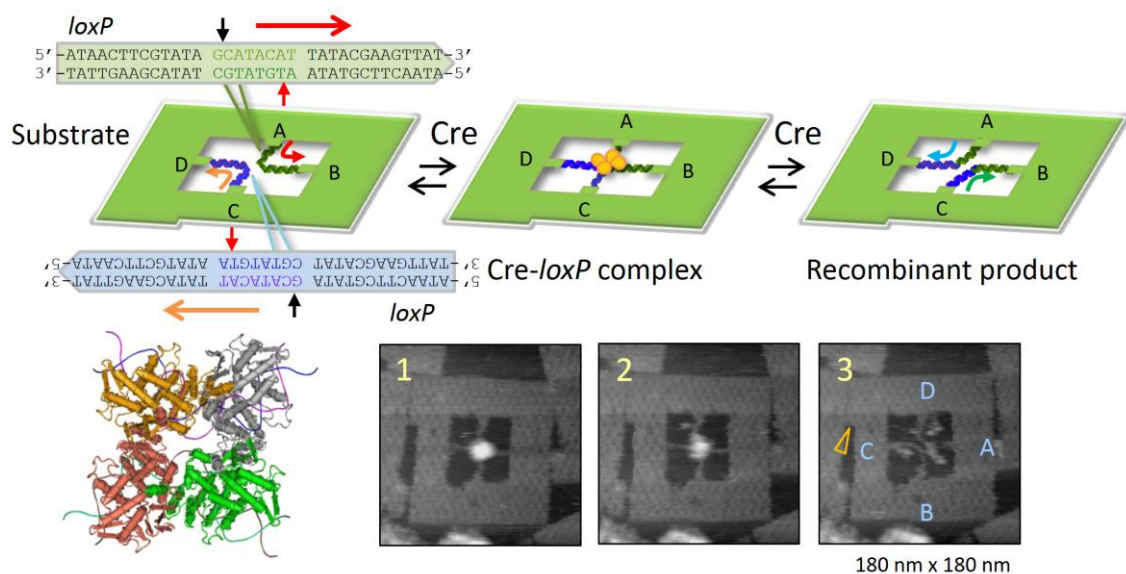 loxP
5′-ATAACTTCGTATA GCATACAT TATACGAAGTTAT-3′
3′-TATTGAAGCATAT CGTATGTA ATATGCTTCAATA-5′
Substrate
A
B
C
D
Cre
A
B
C
D
Cre
A
B
C
D
5′-ATAACTTCGTATA GCATACAT TATACGAAGTTAT-3′
3′-TATTGAAGCATAT CGTATGTA ATATGCTTCAATA-5′
loxP
Cre-loxP complex
Recombinant product
1
2
3
D
C
A
B
180 nm x 180 nm